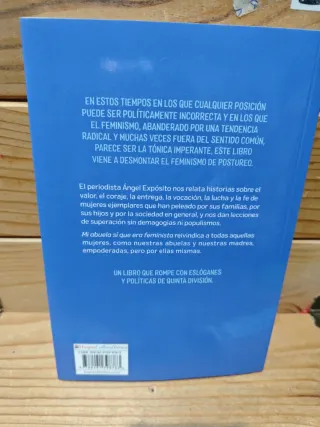 EN ESTOS TIEMPOS EN LOS QUE CUALQUIER POSICIÓN
PUEDE SER POLÍTICAMENTE INCORRECTA Y EN LOS QUE
EL FEMINISMO, ABANDERADO POR UNA TENDENCIA
RADICAL Y MUCHAS VECES FUERA DEL SENTIDO COMÚN,
PARECE SER LA TÓNICA IMPERANTE, ESTE LIBRO
VIENE A DESMONTAR EL FEMINISMO DE POSTUREO.
El periodista Ángel Expósito nos relata historias sobre el
valor, el coraje, la entrega, la vocación, la lucha y la fe de
mujeres ejemplares que han peleado por sus familias, por
sus hijos y por la sociedad en general, y nos dan lecciones
de superación sin demagogias ni populismos.
Mi abuela sí que era feminista reivindica a todas aquellas
mujeres, como nuestras abuelas y nuestras madres,
empoderadas, pero por ellas mismas.
UN LIBRO QUE ROMPE CON ESLÓGANES
Y POLÍTICAS DE QUINTA DIVISIÓN.